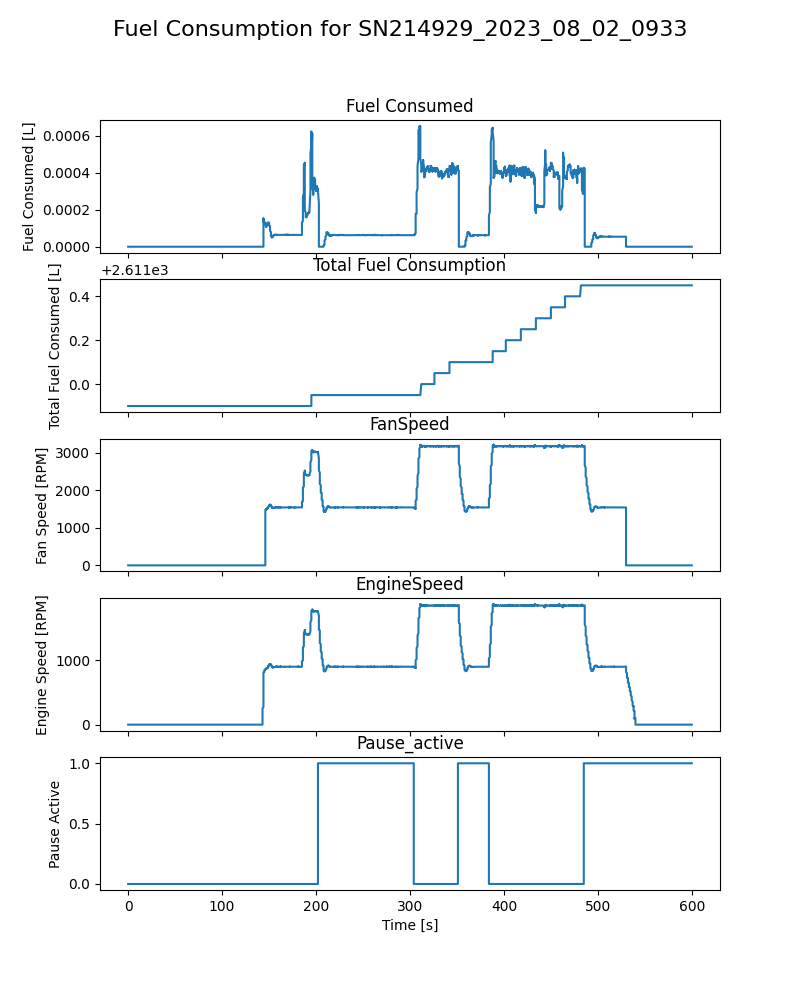 Fuel Consumption for SN214929_2023_08_02_0933
Fuel Consumed
Fuel Consumed [L]
0.0006
0.0004
0.0002
0.0000
Total Fuel Consumption
+2.611e3
Total Fuel Consumed [L]
0.4
0.2
0.0
FanSpeed
Fan Speed [RPM]
3000
2000
1000
0
EngineSpeed
Engine Speed [RPM]
1000
0
Pause_active
Pause Active
1.0
0.5
0.0
0 100 200 300 400 500 600
Time [s]